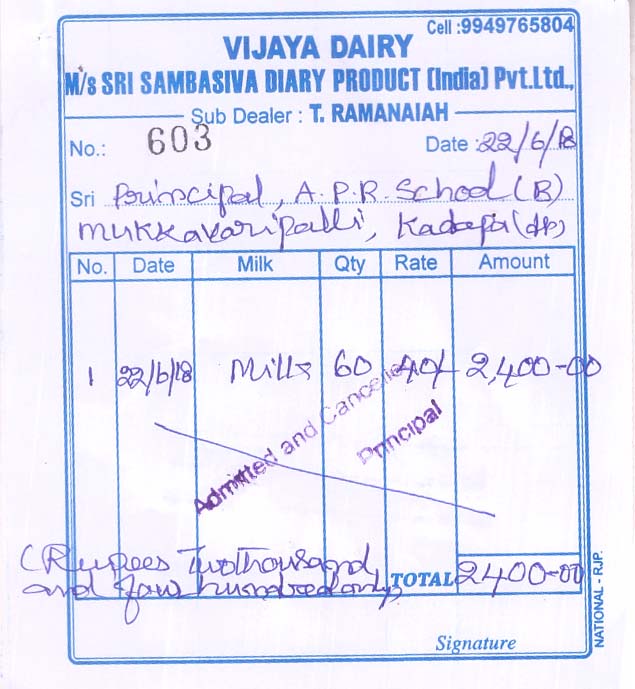 Cell :9949765804
VIJAYA DAIRY
M/s SRI SAMBASIVA DIARY PRODUCT (India) Pvt.Ltd.,
Sub Dealer : T. RAMANAIAH
No.: 603 Date : 22/6/18
Sri Principal, A.P.R. School (B)
Mukkavaripalli, Kadapa (dt)
No. Date Milk Qty Rate Amount
1 22/6/18 Milk 60 40/- 2,400-00
Admitted and Cancelled
Principal
(Rupees Two thousand
and four hundred only)
TOTAL 2400-00
Signature
NATIONAL - RJP.